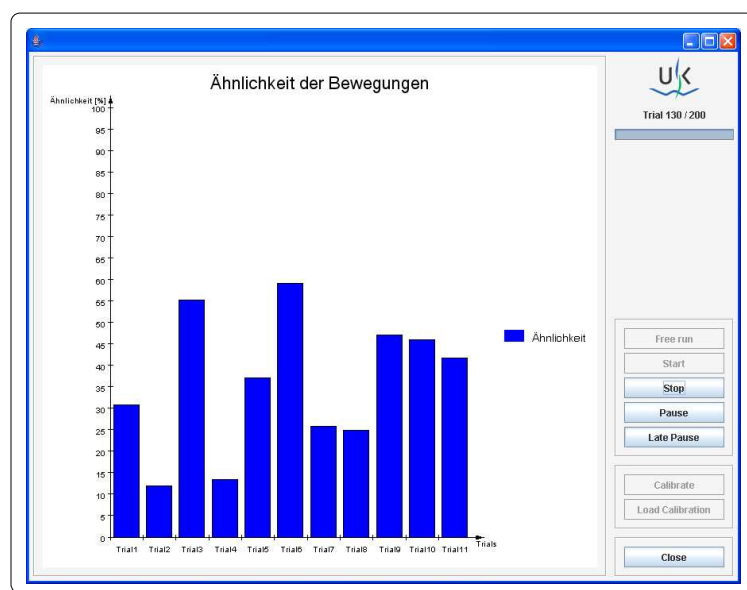 Ähnlichkeit der Bewegungen
Ähnlichkeit [%]
100
95
90
85
80
75
70
65
60
55
50
45
40
35
30
25
20
15
10
5
0
Trial1 Trial2 Trial3 Trial4 Trial5 Trial6 Trial7 Trial8 Trial9 Trial10 Trial11
Trials
Ähnlichkeit
UK
Trial 130 / 200
Free run
Start
Stop
Pause
Late Pause
Calibrate
Load Calibration
Close